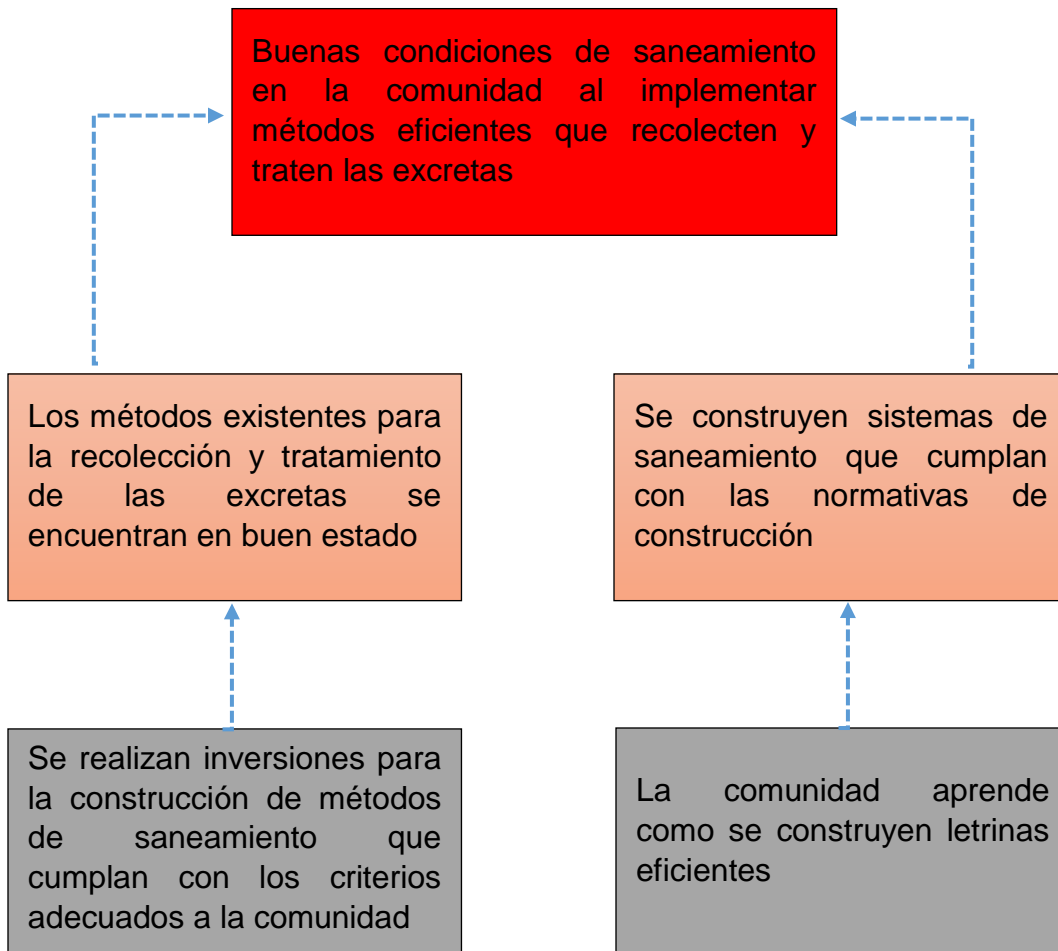 Buenas condiciones de saneamiento
en la comunidad al implementar
métodos eficientes que recolecten y
traten las excretas
Los métodos existentes para
la recolección y tratamiento
de las excretas se
encuentran en buen estado
Se construyen sistemas de
saneamiento que cumplan
con las normativas de
construcción
Se realizan inversiones para
la construcción de métodos
de saneamiento que
cumplan con los criterios
adecuados a la comunidad
La comunidad aprende
como se construyen letrinas
eficientes